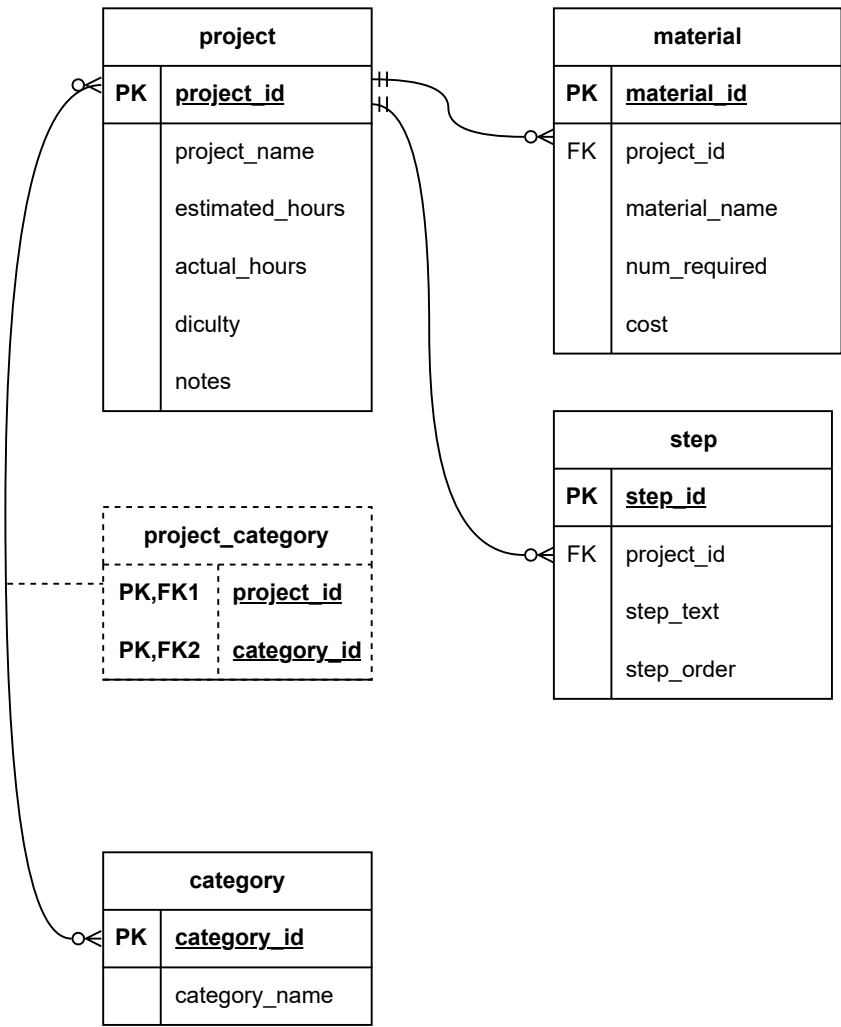 project
PK project_id
project_name
estimated_hours
actual_hours
diculty
notes
material
PK material_id
FK project_id
material_name
num_required
cost
step
PK step_id
FK project_id
step_text
step_order
project_category
PK,FK1 project_id
PK,FK2 category_id
category
PK category_id
category_name